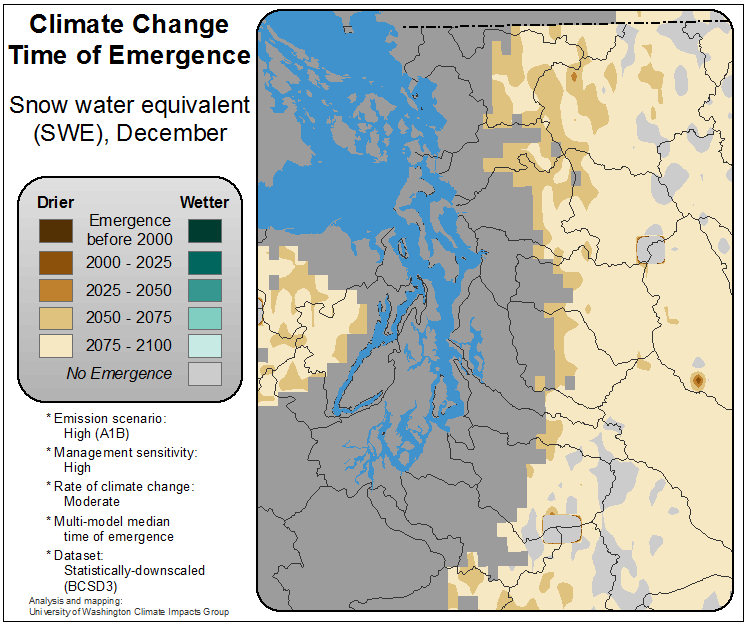 Climate Change
Time of Emergence
Snow water equivalent
(SWE), December
Drier
Wetter
Emergence
before 2000
2000 - 2025
2025 - 2050
2050 - 2075
2075 - 2100
No Emergence
* Emission scenario:
High (A1B)
* Management sensitivity:
High
* Rate of climate change:
Moderate
* Multi-model median
time of emergence
* Dataset:
Statistically-downscaled
(BCSD3)
Analysis and mapping:
University of Washington Climate Impacts Group